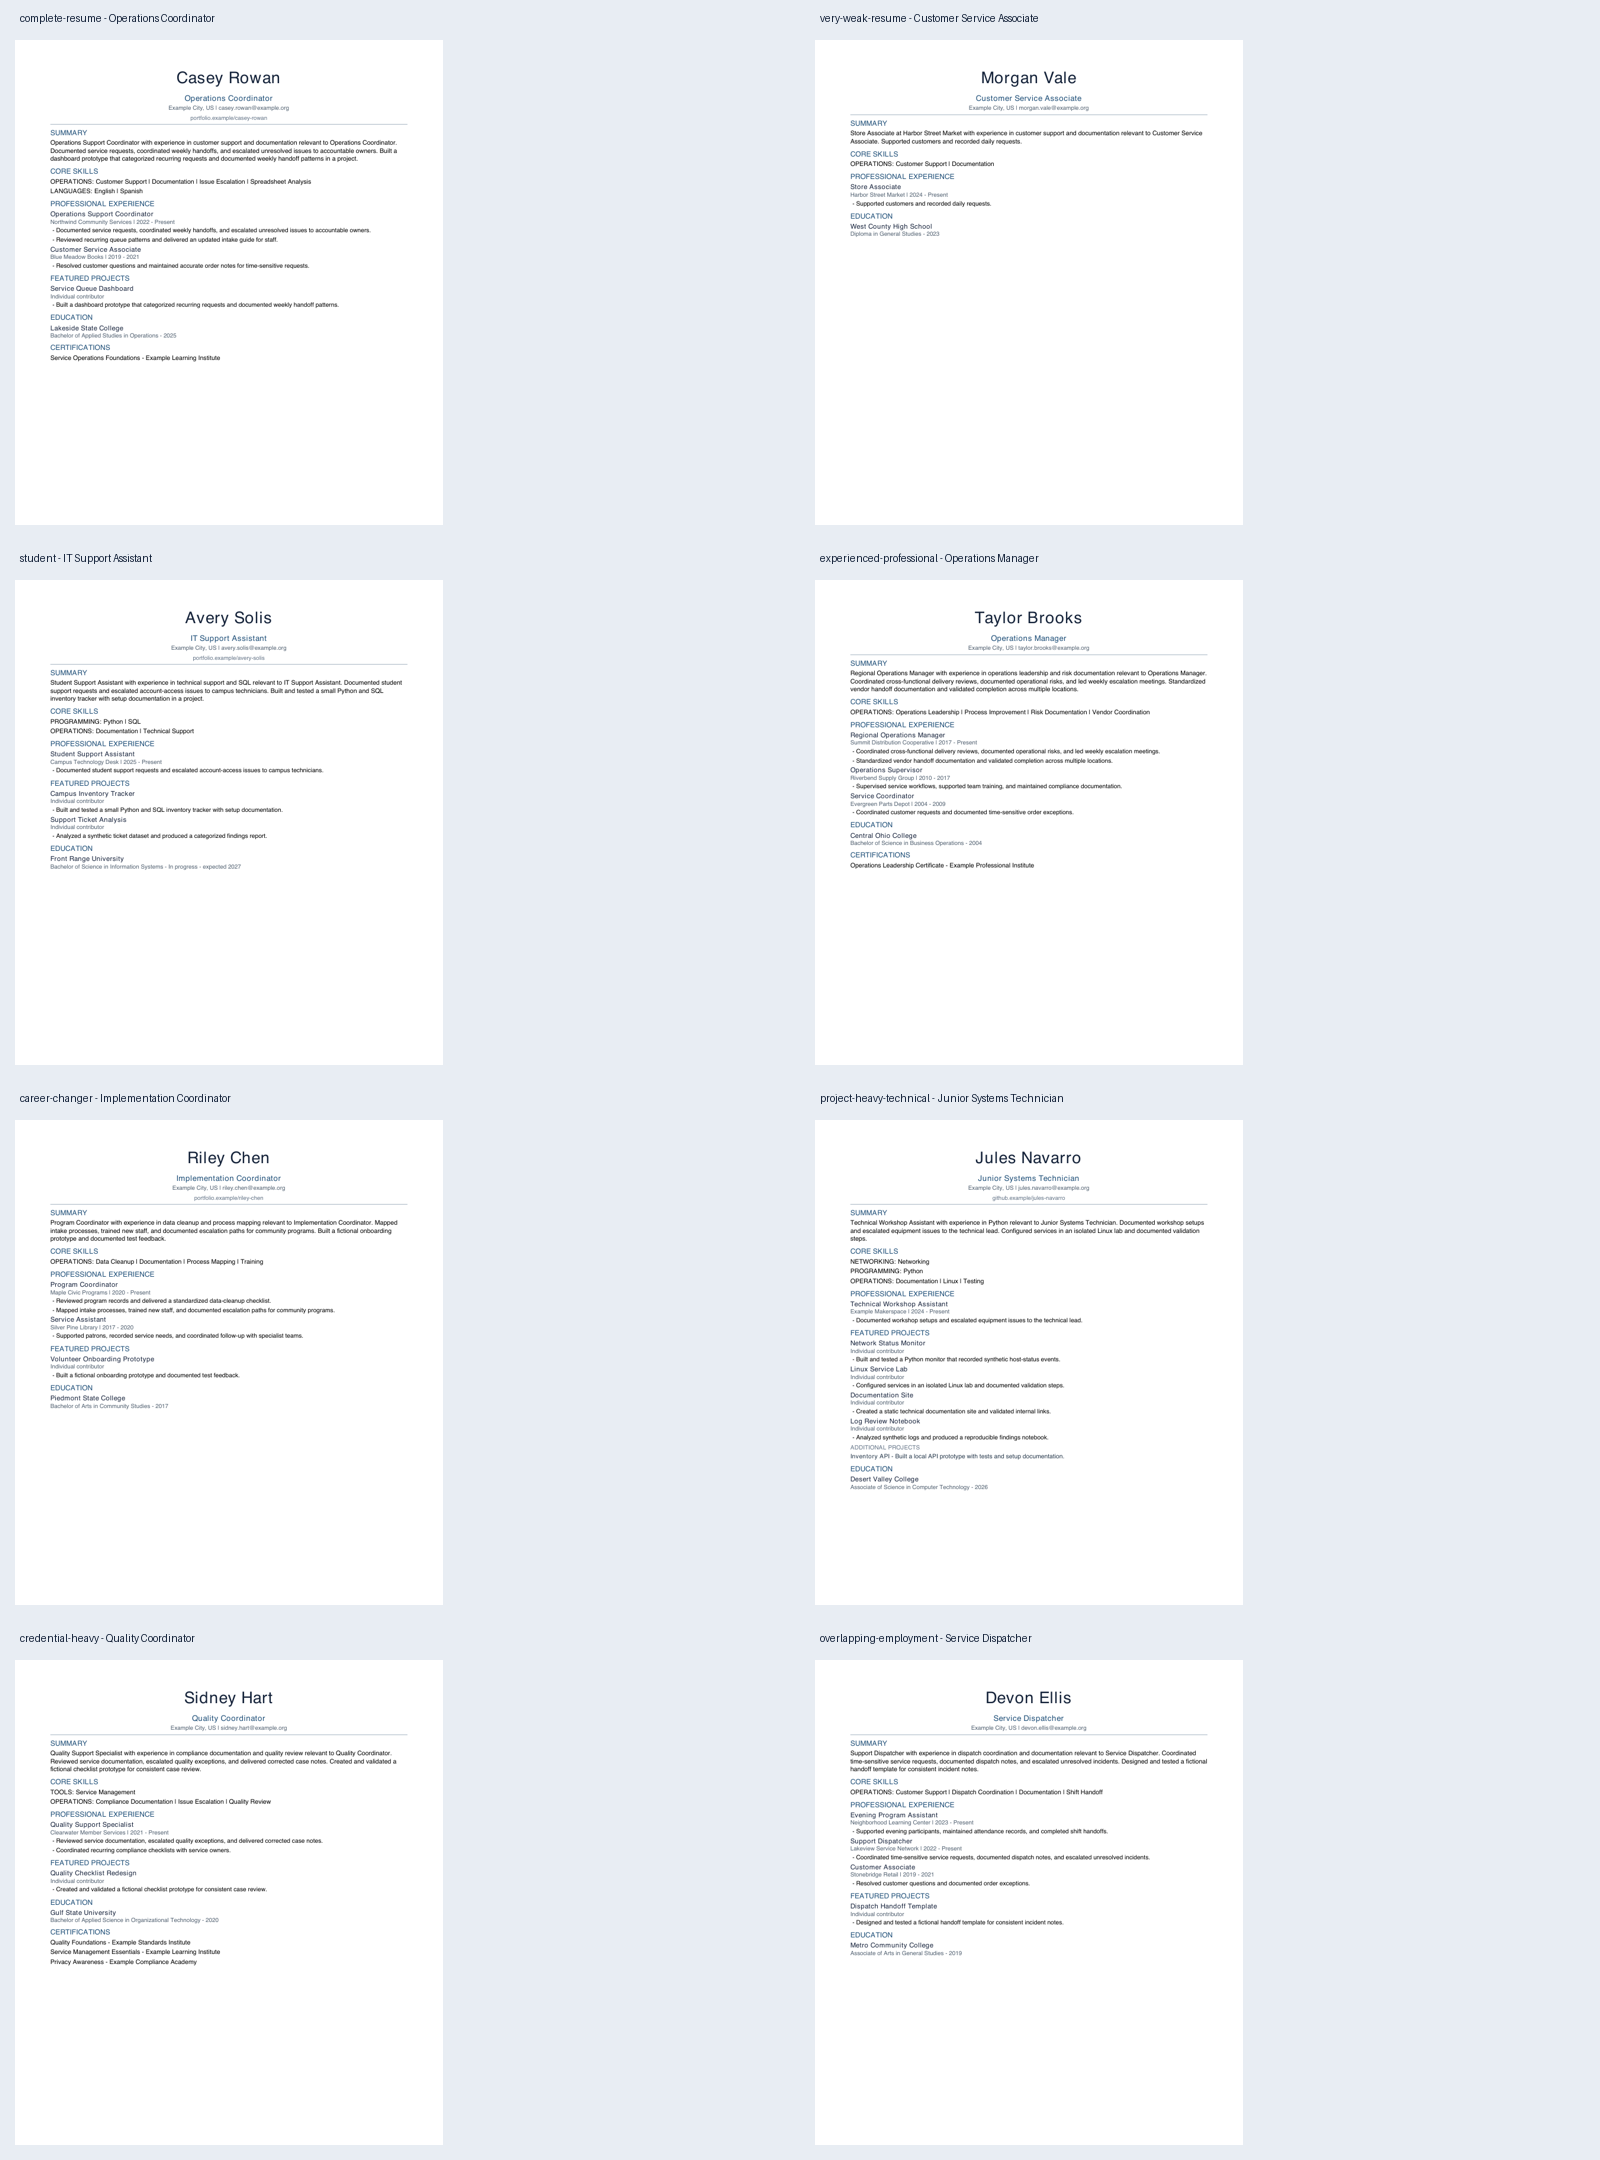 complete-resume - Operations Coordinator
Casey Rowan
Operations Coordinator
Example City, US | casey.rowan@example.org
portfolio.example/casey-rowan
SUMMARY
Operations Support Coordinator with experience in customer support and documentation relevant to Operations Coordinator.
Documented service requests, coordinated weekly handoffs, and escalated unresolved issues to accountable owners. Built a
dashboard prototype that categorized recurring requests and documented weekly handoff patterns in a project.
CORE SKILLS
OPERATIONS: Customer Support | Documentation | Issue Escalation | Spreadsheet Analysis
LANGUAGES: English | Spanish
PROFESSIONAL EXPERIENCE
Operations Support Coordinator
Northwind Community Services | 2022 - Present
- Documented service requests, coordinated weekly handoffs, and escalated unresolved issues to accountable owners.
- Reviewed recurring queue patterns and delivered an updated intake guide for staff.
Customer Service Associate
Blue Meadow Books | 2019 - 2021
- Resolved customer questions and maintained accurate order notes for time-sensitive requests.
FEATURED PROJECTS
Service Queue Dashboard
Individual contributor
- Built a dashboard prototype that categorized recurring requests and documented weekly handoff patterns.
EDUCATION
Lakeside State College
Bachelor of Applied Studies in Operations - 2025
CERTIFICATIONS
Service Operations Foundations - Example Learning Institute
very-weak-resume - Customer Service Associate
Morgan Vale
Customer Service Associate
Example City, US | morgan.vale@example.org
SUMMARY
Store Associate at Harbor Street Market with experience in customer support and documentation relevant to Customer Service
Associate. Supported customers and recorded daily requests.
CORE SKILLS
OPERATIONS: Customer Support | Documentation
PROFESSIONAL EXPERIENCE
Store Associate
Harbor Street Market | 2024 - Present
- Supported customers and recorded daily requests.
EDUCATION
West County High School
Diploma in General Studies - 2023
student - IT Support Assistant
Avery Solis
IT Support Assistant
Example City, US | avery.solis@example.org
portfolio.example/avery-solis
SUMMARY
Student Support Assistant with experience in technical support and SQL relevant to IT Support Assistant. Documented student
support requests and escalated account-access issues to campus technicians. Built and tested a small Python and SQL
inventory tracker with setup documentation in a project.
CORE SKILLS
PROGRAMMING: Python | SQL
OPERATIONS: Documentation | Technical Support
PROFESSIONAL EXPERIENCE
Student Support Assistant
Campus Technology Desk | 2025 - Present
- Documented student support requests and escalated account-access issues to campus technicians.
FEATURED PROJECTS
Campus Inventory Tracker
Individual contributor
- Built and tested a small Python and SQL inventory tracker with setup documentation.
Support Ticket Analysis
Individual contributor
- Analyzed a synthetic ticket dataset and produced a categorized findings report.
EDUCATION
Front Range University
Bachelor of Science in Information Systems - In progress - expected 2027
experienced-professional - Operations Manager
Taylor Brooks
Operations Manager
Example City, US | taylor.brooks@example.org
SUMMARY
Regional Operations Manager with experience in operations leadership and risk documentation relevant to Operations Manager.
Coordinated cross-functional delivery reviews, documented operational risks, and led weekly escalation meetings. Standardized
vendor handoff documentation and validated completion across multiple locations.
CORE SKILLS
OPERATIONS: Operations Leadership | Process Improvement | Risk Documentation | Vendor Coordination
PROFESSIONAL EXPERIENCE
Regional Operations Manager
Summit Distribution Cooperative | 2017 - Present
- Coordinated cross-functional delivery reviews, documented operational risks, and led weekly escalation meetings.
- Standardized vendor handoff documentation and validated completion across multiple locations.
Operations Supervisor
Riverbend Supply Group | 2010 - 2017
- Supervised service workflows, supported team training, and maintained compliance documentation.
Service Coordinator
Evergreen Parts Depot | 2004 - 2009
- Coordinated customer requests and documented time-sensitive order exceptions.
EDUCATION
Central Ohio College
Bachelor of Science in Business Operations - 2004
CERTIFICATIONS
Operations Leadership Certificate - Example Professional Institute
career-changer - Implementation Coordinator
Riley Chen
Implementation Coordinator
Example City, US | riley.chen@example.org
portfolio.example/riley-chen
SUMMARY
Program Coordinator with experience in data cleanup and process mapping relevant to Implementation Coordinator. Mapped
intake processes, trained new staff, and documented escalation paths for community programs. Built a fictional onboarding
prototype and documented test feedback.
CORE SKILLS
OPERATIONS: Data Cleanup | Documentation | Process Mapping | Training
PROFESSIONAL EXPERIENCE
Program Coordinator
Maple Civic Programs | 2020 - Present
- Reviewed program records and delivered a standardized data-cleanup checklist.
- Mapped intake processes, trained new staff, and documented escalation paths for community programs.
Service Assistant
Silver Pine Library | 2017 - 2020
- Supported patrons, recorded service needs, and coordinated follow-up with specialist teams.
FEATURED PROJECTS
Volunteer Onboarding Prototype
Individual contributor
- Built a fictional onboarding prototype and documented test feedback.
EDUCATION
Piedmont State College
Bachelor of Arts in Community Studies - 2017
project-heavy-technical - Junior Systems Technician
Jules Navarro
Junior Systems Technician
Example City, US | jules.navarro@example.org
github.example/jules-navarro
SUMMARY
Technical Workshop Assistant with experience in Python relevant to Junior Systems Technician. Documented workshop setups
and escalated equipment issues to the technical lead. Configured services in an isolated Linux lab and documented validation
steps.
CORE SKILLS
NETWORKING: Networking
PROGRAMMING: Python
OPERATIONS: Documentation | Linux | Testing
PROFESSIONAL EXPERIENCE
Technical Workshop Assistant
Example Makerspace | 2024 - Present
- Documented workshop setups and escalated equipment issues to the technical lead.
FEATURED PROJECTS
Network Status Monitor
Individual contributor
- Built and tested a Python monitor that recorded synthetic host-status events.
Linux Service Lab
Individual contributor
- Configured services in an isolated Linux lab and documented validation steps.
Documentation Site
Individual contributor
- Created a static technical documentation site and validated internal links.
Log Review Notebook
Individual contributor
- Analyzed synthetic logs and produced a reproducible findings notebook.
ADDITIONAL PROJECTS
Inventory API - Built a local API prototype with tests and setup documentation.
EDUCATION
Desert Valley College
Associate of Science in Computer Technology - 2026
credential-heavy - Quality Coordinator
Sidney Hart
Quality Coordinator
Example City, US | sidney.hart@example.org
SUMMARY
Quality Support Specialist with experience in compliance documentation and quality review relevant to Quality Coordinator.
Reviewed service documentation, escalated quality exceptions, and delivered corrected case notes. Created and validated a
fictional checklist prototype for consistent case review.
CORE SKILLS
TOOLS: Service Management
OPERATIONS: Compliance Documentation | Issue Escalation | Quality Review
PROFESSIONAL EXPERIENCE
Quality Support Specialist
Clearwater Member Services | 2021 - Present
- Reviewed service documentation, escalated quality exceptions, and delivered corrected case notes.
- Coordinated recurring compliance checklists with service owners.
FEATURED PROJECTS
Quality Checklist Redesign
Individual contributor
- Created and validated a fictional checklist prototype for consistent case review.
EDUCATION
Gulf State University
Bachelor of Applied Science in Organizational Technology - 2020
CERTIFICATIONS
Quality Foundations - Example Standards Institute
Service Management Essentials - Example Learning Institute
Privacy Awareness - Example Compliance Academy
overlapping-employment - Service Dispatcher
Devon Ellis
Service Dispatcher
Example City, US | devon.ellis@example.org
SUMMARY
Support Dispatcher with experience in dispatch coordination and documentation relevant to Service Dispatcher. Coordinated
time-sensitive service requests, documented dispatch notes, and escalated unresolved incidents. Designed and tested a fictional
handoff template for consistent incident notes.
CORE SKILLS
OPERATIONS: Customer Support | Dispatch Coordination | Documentation | Shift Handoff
PROFESSIONAL EXPERIENCE
Evening Program Assistant
Neighborhood Learning Center | 2023 - Present
- Supported evening participants, maintained attendance records, and completed shift handoffs.
Support Dispatcher
Lakeview Service Network | 2022 - Present
- Coordinated time-sensitive service requests, documented dispatch notes, and escalated unresolved incidents.
Customer Associate
Stonebridge Retail | 2019 - 2021
- Resolved customer questions and documented order exceptions.
FEATURED PROJECTS
Dispatch Handoff Template
Individual contributor
- Designed and tested a fictional handoff template for consistent incident notes.
EDUCATION
Metro Community College
Associate of Arts in General Studies - 2019